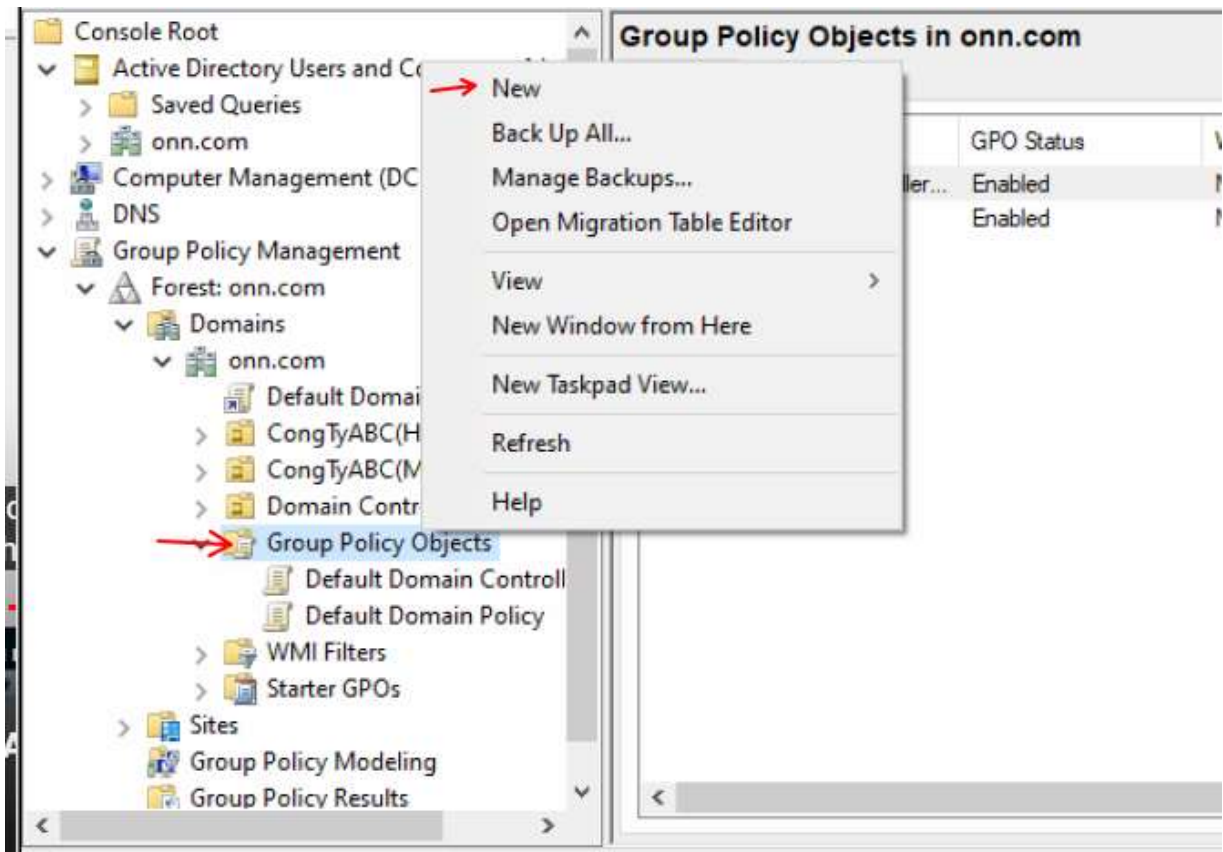 Console Root
Active Directory Users and Co
Saved Queries
onn.com
Computer Management (DC
DNS
Group Policy Management
Forest: onn.com
Domains
onn.com
Default Domai
CongTyABC(H
CongTyABC(M
Domain Contr
Group Policy Objects
Default Domain Controll
Default Domain Policy
WMI Filters
Starter GPOs
Sites
Group Policy Modeling
Group Policy Results
New
Back Up All...
Manage Backups...
Open Migration Table Editor
View
New Window from Here
New Taskpad View...
Refresh
Help
Group Policy Objects in onn.com
GPO Status
ller... Enabled
Enabled